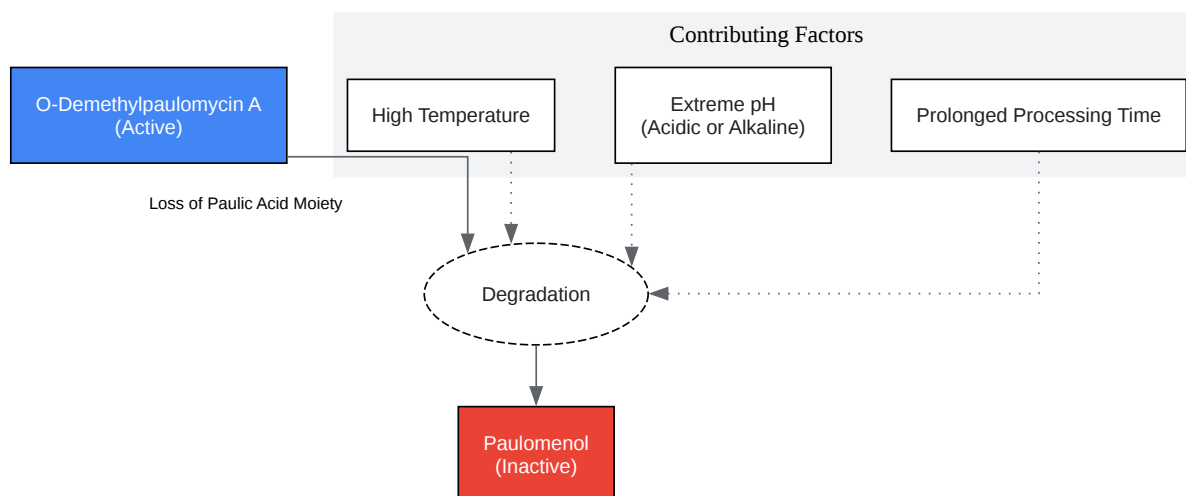 Contributing Factors
O-Demethylpaulomycin A
(Active)
High Temperature
Extreme pH
(Acidic or Alkaline)
Prolonged Processing Time
Loss of Paulic Acid Moiety
Degradation
Paulomenol
(Inactive)